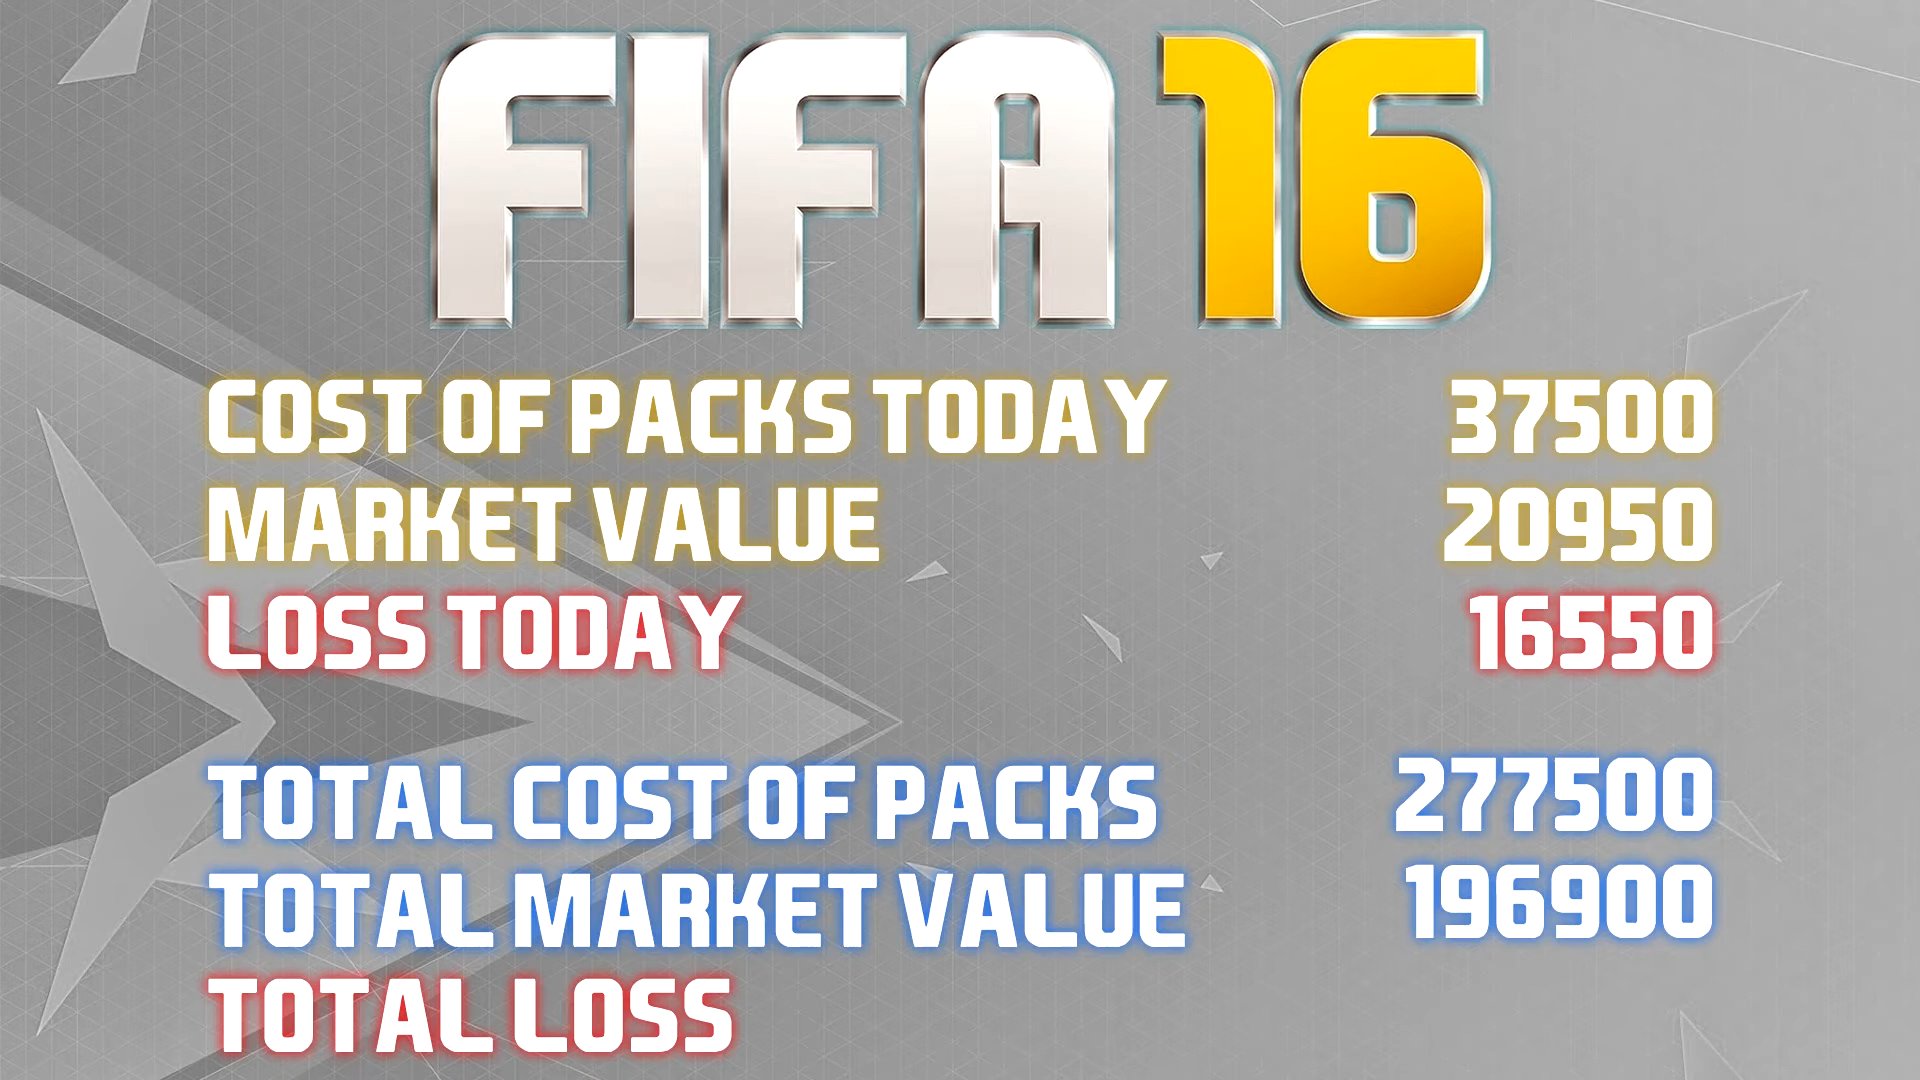 FIFA 16
COST OF PACKS TODAY 37500
MARKET VALUE 20950
LOSS TODAY 16550
TOTAL COST OF PACKS 277500
TOTAL MARKET VALUE 196900
TOTAL LOSS